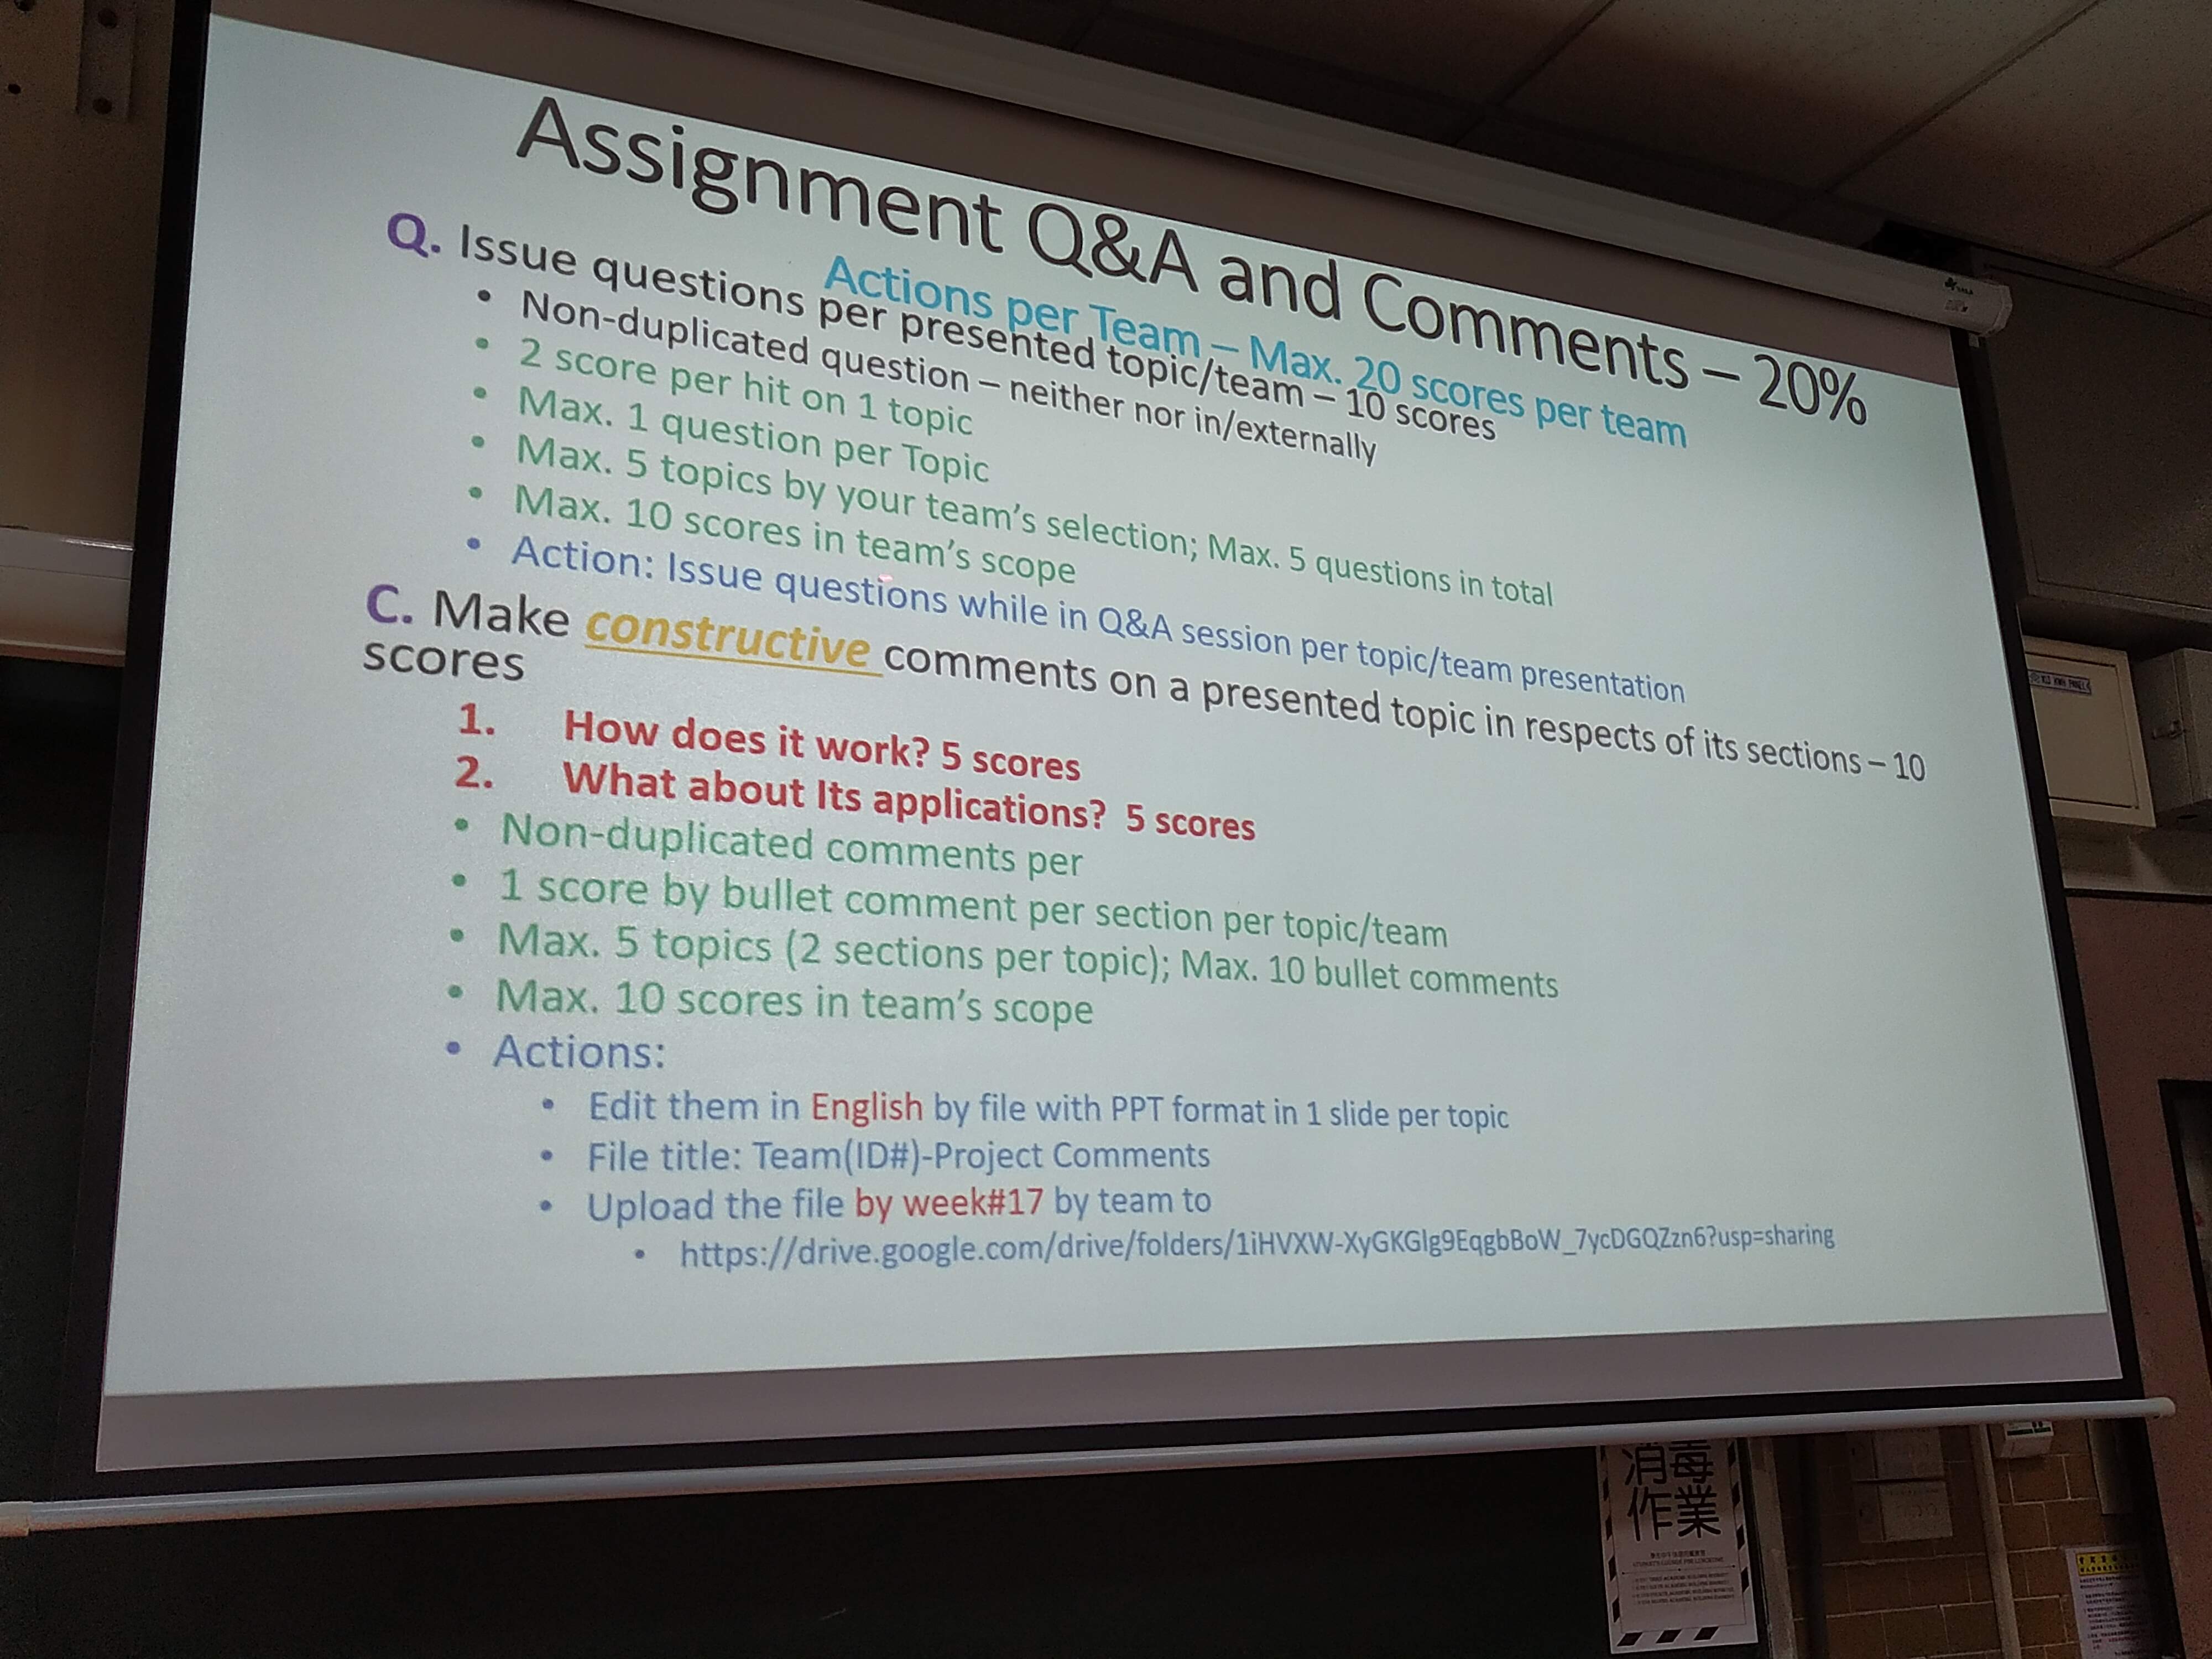 Assignment Q&A and Comments – 20%
Actions per Team – Max. 20 scores per team
Q. Issue questions per presented topic/team – 10 scores
• Non-duplicated question – neither nor in/externally
• 2 score per hit on 1 topic
• Max. 1 question per Topic
• Max. 5 topics by your team's selection; Max. 5 questions in total
• Max. 10 scores in team's scope
• Action: Issue questions while in Q&A session per topic/team presentation
C. Make constructive comments on a presented topic in respects of its sections – 10
scores
1. How does it work? 5 scores
2. What about Its applications? 5 scores
• Non-duplicated comments per
• 1 score by bullet comment per section per topic/team
• Max. 5 topics (2 sections per topic); Max. 10 bullet comments
• Max. 10 scores in team's scope
• Actions:
• Edit them in English by file with PPT format in 1 slide per topic
• File title: Team(ID#)-Project Comments
• Upload the file by week#17 by team to
• https://drive.google.com/drive/folders/1iHVXW-XyGKGlg9EqgbBoW_7ycDGQZzn6?usp=sharing
消毒
作業